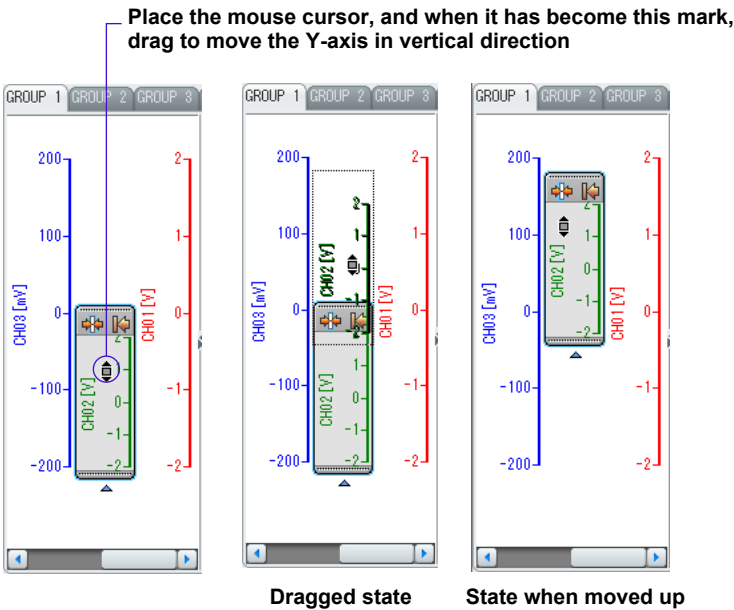 Place the mouse cursor, and when it has become this mark,
drag to move the Y-axis in vertical direction
GROUP 1 GROUP 2 GROUP 3
200
100
0
-100
-200
CH03 [mV]
2
1
0
-1
-2
CH02 [V]
2
1
0
-1
-2
CH01 [V]
GROUP 1 GROUP 2 GROUP 3
200
100
0
-100
-200
CH03 [mV]
2
1
-1
-2
CH02 [V]
1
0
-1
-2
CH02 [V]
2
1
0
-1
-2
CH01 [V]
GROUP 1 GROUP 2 GROUP 3
200
100
0
-100
-200
CH03 [mV]
2
1
0
-1
-2
CH02 [V]
2
1
0
-1
-2
CH01 [V]
Dragged state
State when moved up